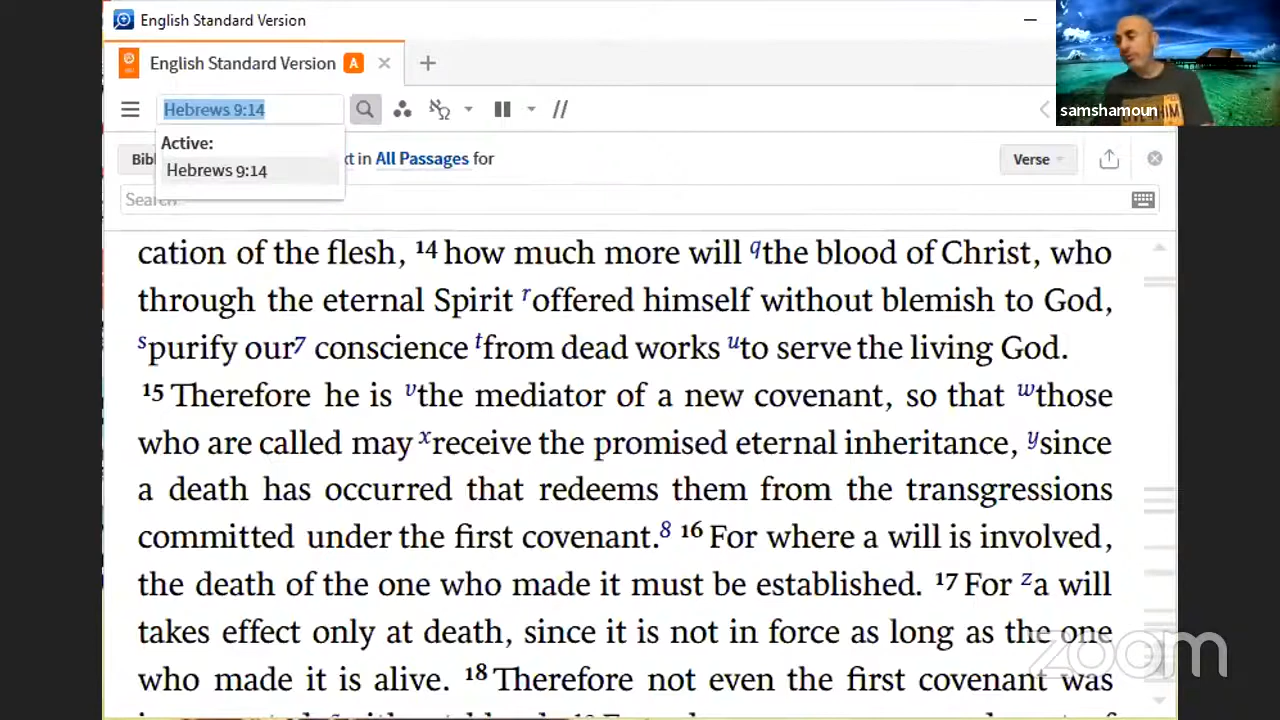 English Standard Version
English Standard Version A
Hebrews 9:14
samshamoun
Active:
Hebrews 9:14
Bib
xt in All Passages for
Verse
Search
cation of the flesh, 14 how much more will q the blood of Christ, who
through the eternal Spirit r offered himself without blemish to God,
s purify our7 conscience t from dead works u to serve the living God.
15 Therefore he is v the mediator of a new covenant, so that w those
who are called may x receive the promised eternal inheritance, y since
a death has occurred that redeems them from the transgressions
committed under the first covenant.8 16 For where a will is involved,
the death of the one who made it must be established. 17 For z a will
takes effect only at death, since it is not in force as long as the one
who made it is alive. 18 Therefore not even the first covenant was
zoom